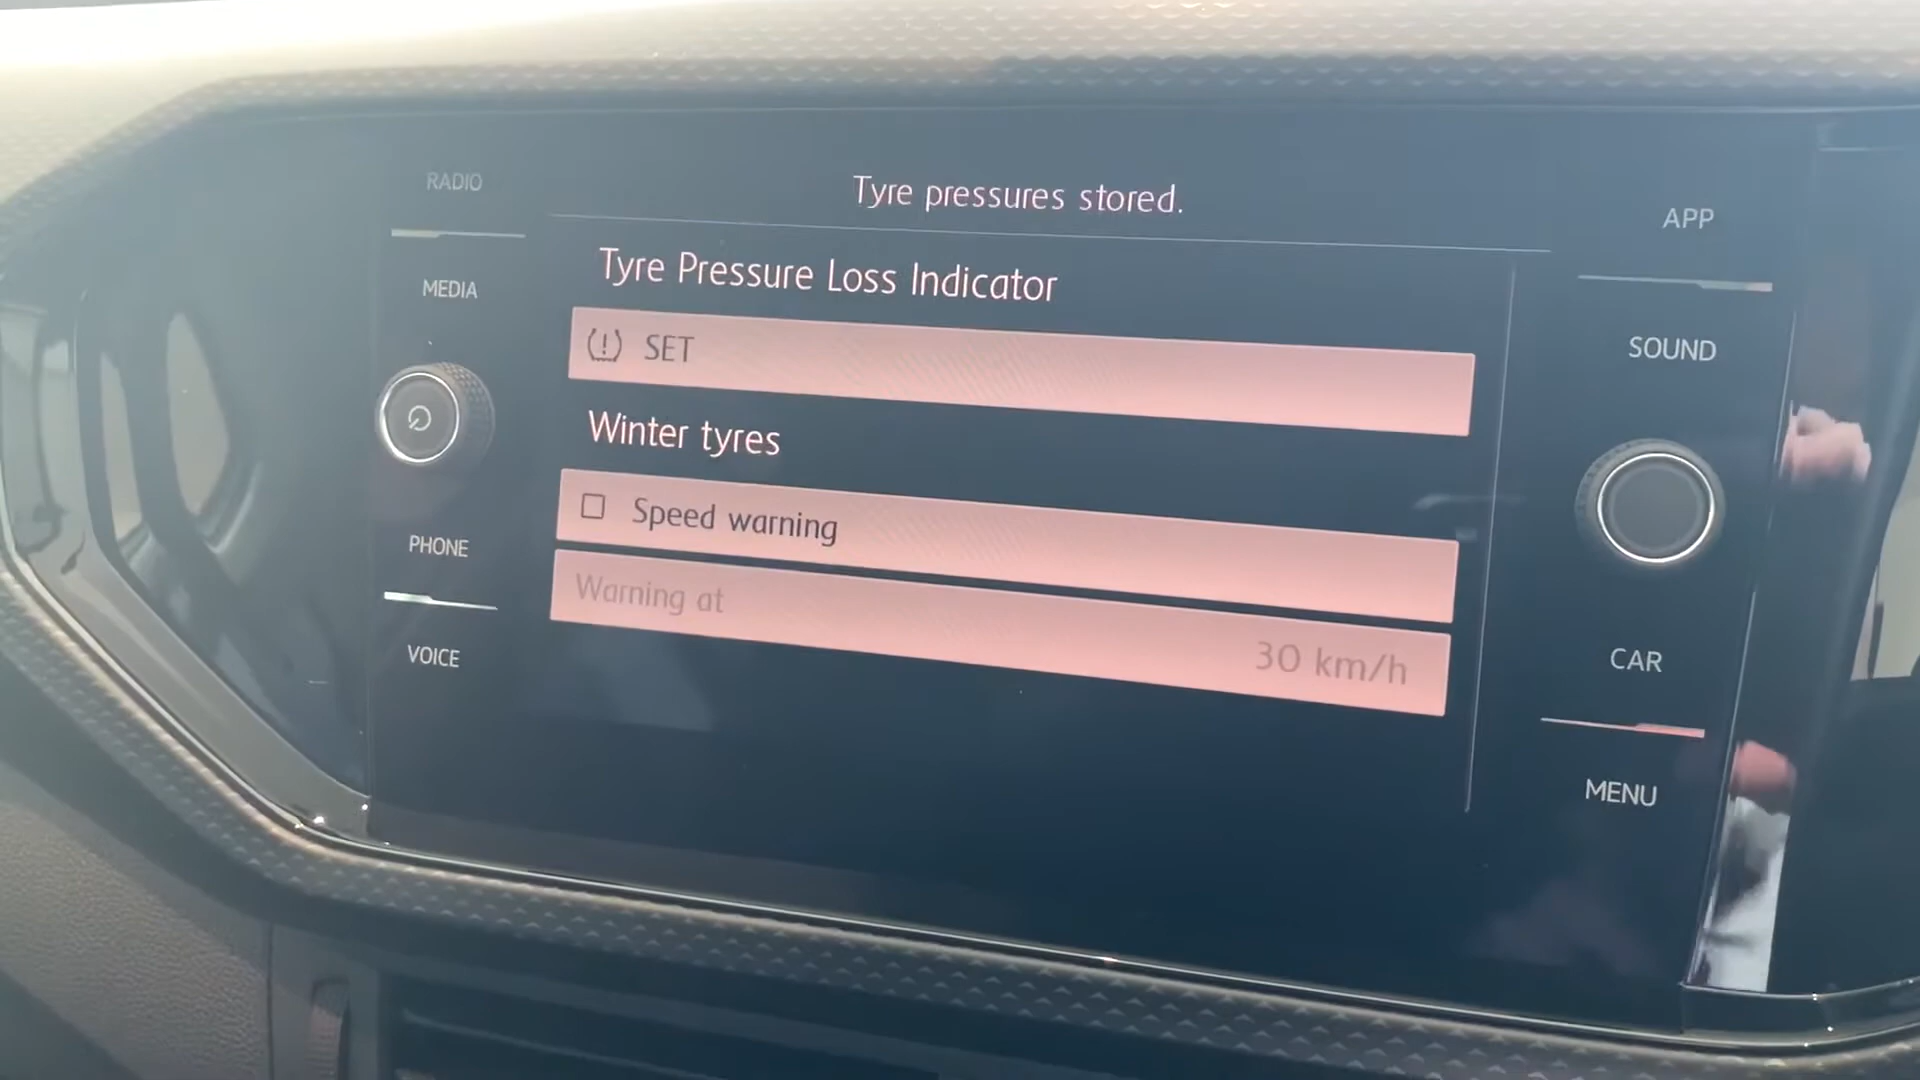 RADIO
MEDIA
PHONE
VOICE
Tyre pressures stored.
Tyre Pressure Loss Indicator
SET
Winter tyres
Speed warning
Warning at
30 km/h
APP
SOUND
CAR
MENU